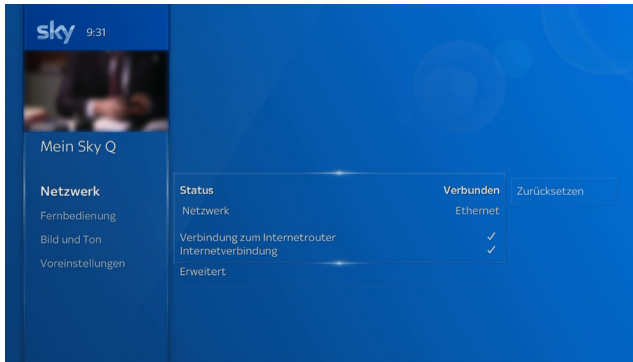 sky 9:31
Mein Sky Q
Netzwerk
Fernbedienung
Bild und Ton
Voreinstellungen
Status Verbunden Zurücksetzen
Netzwerk Ethernet
Verbindung zum Internetrouter ✓
Internetverbindung ✓
Erweitert